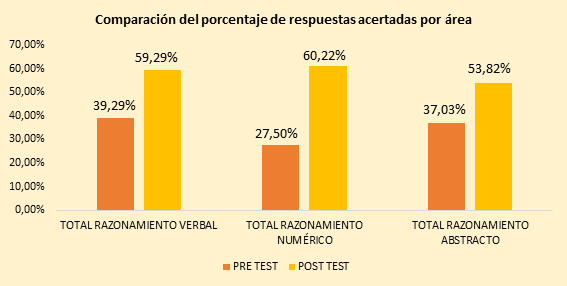 Comparación del porcentaje de respuestas acertadas por área
70,00%
60,00%
50,00%
40,00%
30,00%
20,00%
10,00%
0,00%
39,29%
59,29%
27,50%
60,22%
37,03%
53,82%
TOTAL RAZONAMIENTO VERBAL
TOTAL RAZONAMIENTO
NUMÉRICO
TOTAL RAZONAMIENTO
ABSTRACTO
PRE TEST
POST TEST